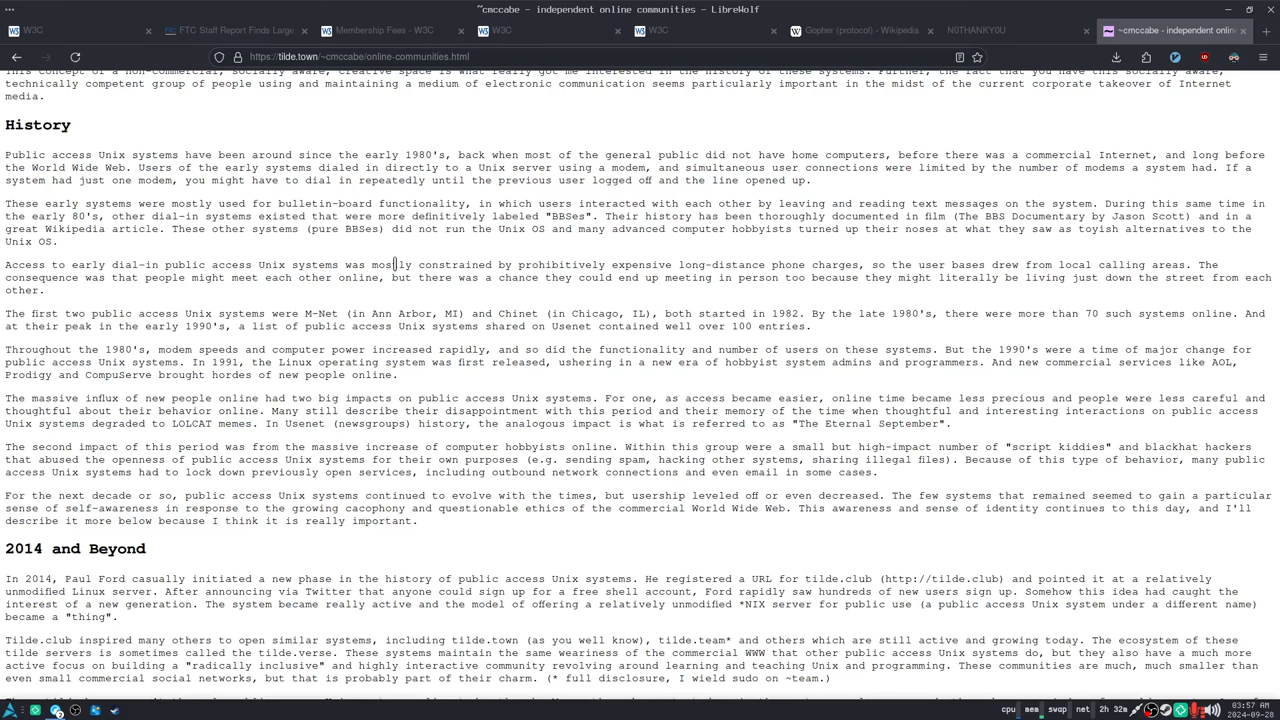 ~cmccabe - independent online communities – LibreWolf
W3C
FTC Staff Report Finds Large
Membership Fees - W3C
W3C
W3C
Gopher (protocol) - Wikipedia
N0THANKY0U
~cmccabe - independent onlin
https://tilde.town/~cmccabe/online-communities.html
This concept of a non-commercial, socially aware, creative space is what really got me interested in the history of these systems. Further, the fact that you have this socially aware,
technically competent group of people using and maintaining a medium of electronic communication seems particularly important in the midst of the current corporate takeover of Internet
media.
History
Public access Unix systems have been around since the early 1980's, back when most of the general public did not have home computers, before there was a commercial Internet, and long before
the World Wide Web. Users of the early systems dialed in directly to a Unix server using a modem, and simultaneous user connections were limited by the number of modems a system had. If a
system had just one modem, you might have to dial in repeatedly until the previous user logged off and the line opened up.
These early systems were mostly used for bulletin-board functionality, in which users interacted with each other by leaving and reading text messages on the system. During this same time in
the early 80's, other dial-in systems existed that were more definitively labeled "BBSes". Their history has been thoroughly documented in film (The BBS Documentary by Jason Scott) and in a
great Wikipedia article. These other systems (pure BBSes) did not run the Unix OS and many advanced computer hobbyists turned up their noses at what they saw as toyish alternatives to the
Unix OS.
Access to early dial-in public access Unix systems was mostly constrained by prohibitively expensive long-distance phone charges, so the user bases drew from local calling areas. The
consequence was that people might meet each other online, but there was a chance they could end up meeting in person too because they might literally be living just down the street from each
other.
The first two public access Unix systems were M-Net (in Ann Arbor, MI) and Chinet (in Chicago, IL), both started in 1982. By the late 1980's, there were more than 70 such systems online. And
at their peak in the early 1990's, a list of public access Unix systems shared on Usenet contained well over 100 entries.
Throughout the 1980's, modem speeds and computer power increased rapidly, and so did the functionality and number of users on these systems. But the 1990's were a time of major change for
public access Unix systems. In 1991, the Linux operating system was first released, ushering in a new era of hobbyist system admins and programmers. And new commercial services like AOL,
Prodigy and CompuServe brought hordes of new people online.
The massive influx of new people online had two big impacts on public access Unix systems. For one, as access became easier, online time became less precious and people were less careful and
thoughtful about their behavior online. Many still describe their disappointment with this period and their memory of the time when thoughtful and interesting interactions on public access
Unix systems degraded to LOLCAT memes. In Usenet (newsgroups) history, the analogous impact is what is referred to as "The Eternal September".
The second impact of this period was from the massive increase of computer hobbyists online. Within this group were a small but high-impact number of "script kiddies" and blackhat hackers
that abused the openness of public access Unix systems for their own purposes (e.g. sending spam, hacking other systems, sharing illegal files). Because of this type of behavior, many public
access Unix systems had to lock down previously open services, including outbound network connections and even email in some cases.
For the next decade or so, public access Unix systems continued to evolve with the times, but usership leveled off or even decreased. The few systems that remained seemed to gain a particular
sense of self-awareness in response to the growing cacophony and questionable ethics of the commercial World Wide Web. This awareness and sense of identity continues to this day, and I'll
describe it more below because I think it is really important.
2014 and Beyond
In 2014, Paul Ford casually initiated a new phase in the history of public access Unix systems. He registered a URL for tilde.club (http://tilde.club) and pointed it at a relatively
unmodified Linux server. After announcing via Twitter that anyone could sign up for a free shell account, Ford rapidly saw hundreds of new users sign up. Somehow this idea had caught the
interest of a new generation. The system became really active and the model of offering a relatively unmodified *NIX server for public use (a public access Unix system under a different name)
became a "thing".
Tilde.club inspired many others to open similar systems, including tilde.town (as you well know), tilde.team* and others which are still active and growing today. The ecosystem of these
tilde servers is sometimes called the tilde.verse. These systems maintain the same weariness of the commercial WWW that other public access Unix systems do, but they also have a much more
active focus on building a "radically inclusive" and highly interactive community revolving around learning and teaching Unix and programming. These communities are much, much smaller than
even small commercial social networks, but that is probably part of their charm. (* full disclosure, I wield sudo on ~team.)
cpu mem swap net 2h 32m
03:57 AM
2024-09-28